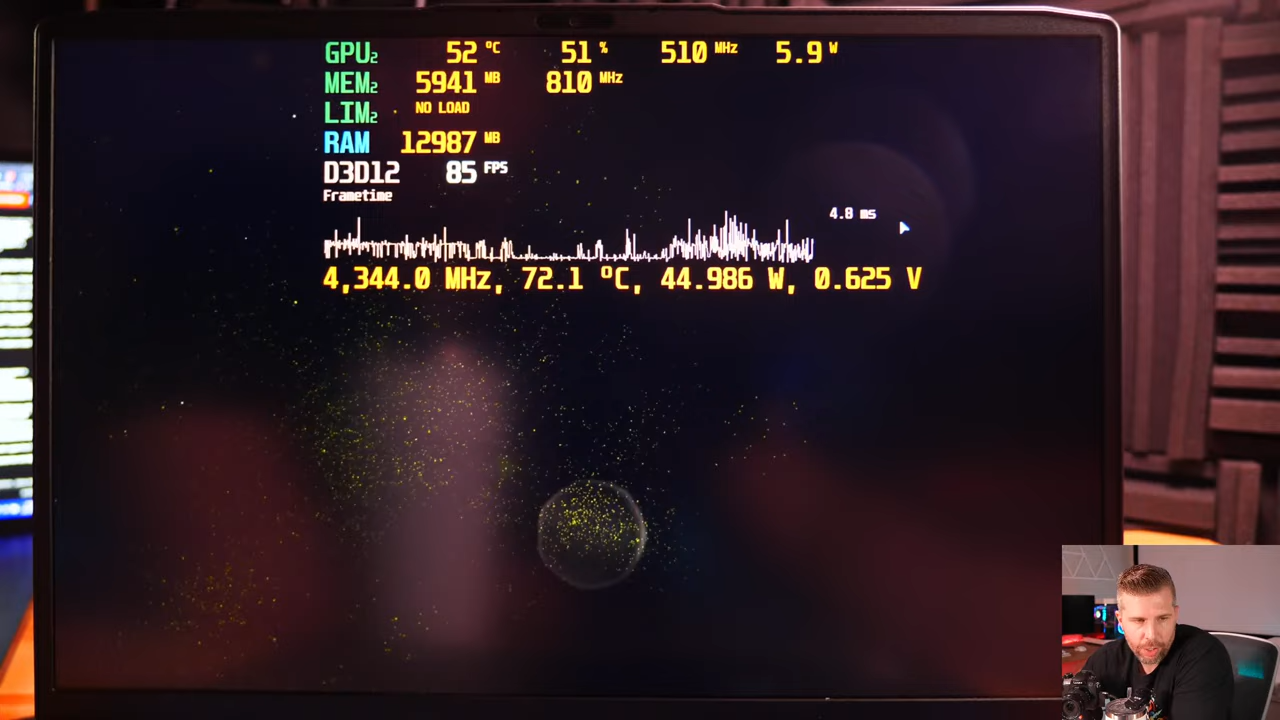 GPU2 52 °C 51 % 510 MHz 5.9 W
MEM2 5941 MB 810 MHz
LIM2 NO LOAD
RAM 12987 MB
D3D12 85 FPS
Frametime
4.8 ms
4,344.0 MHz, 72.1 °C, 44.986 W, 0.625 V